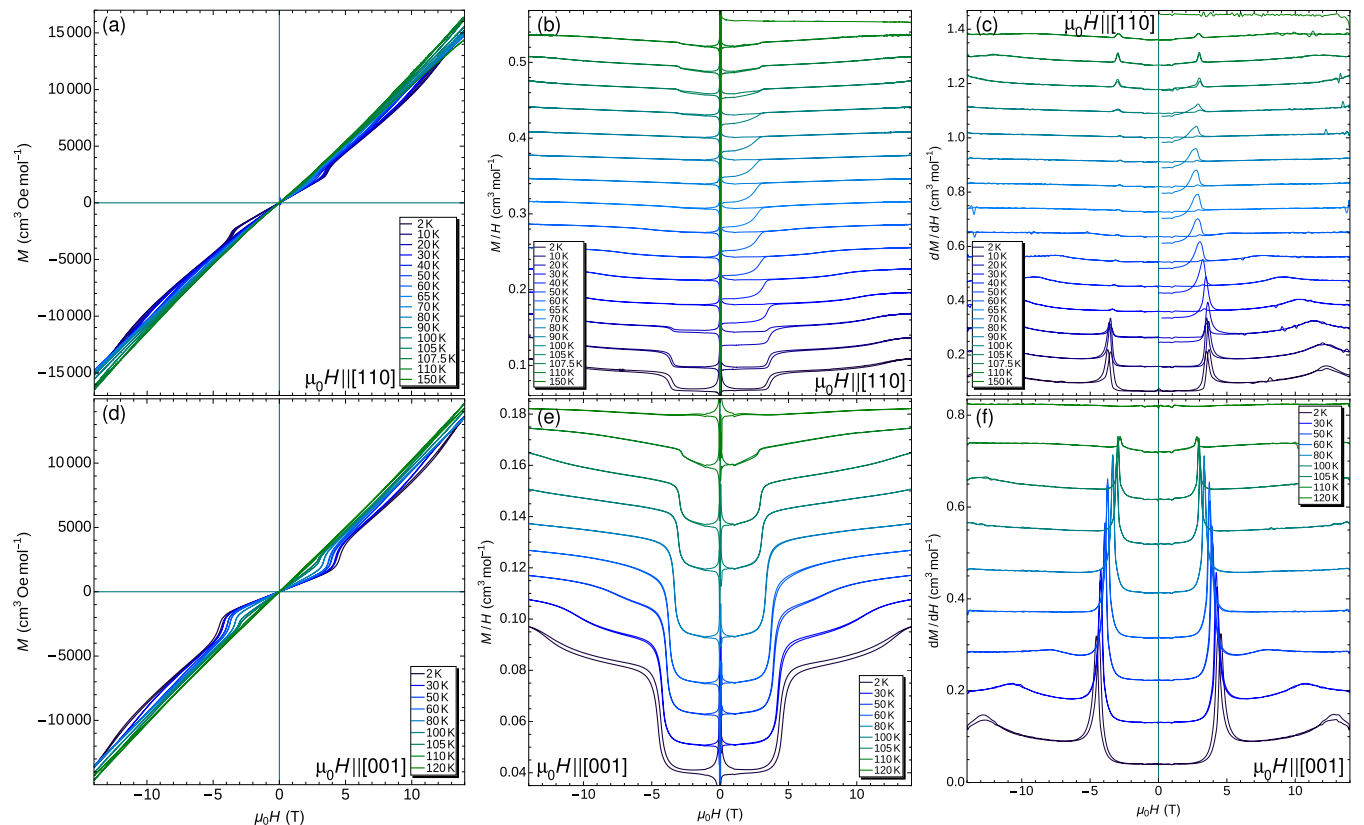 (a)
M (cm³ Oe mol⁻¹)
15000
10000
5000
0
−5000
−10000
−15000
2 K
10 K
20 K
30 K
40 K
50 K
60 K
65 K
70 K
80 K
90 K
100 K
105 K
107.5 K
110 K
150 K
μ₀H||[110]
(b)
M / H (cm³ mol⁻¹)
0.5
0.4
0.3
0.2
0.1
2 K
10 K
20 K
30 K
40 K
50 K
60 K
65 K
70 K
80 K
90 K
100 K
105 K
107.5 K
110 K
150 K
μ₀H||[110]
(c)
μ₀H||[110]
dM / dH (cm³ mol⁻¹)
1.4
1.2
1.0
0.8
0.6
0.4
0.2
2 K
10 K
20 K
30 K
40 K
50 K
60 K
65 K
70 K
80 K
90 K
100 K
105 K
107.5 K
110 K
150 K
(d)
M (cm³ Oe mol⁻¹)
10000
5000
0
−5000
−10000
2 K
30 K
50 K
60 K
80 K
100 K
105 K
110 K
120 K
μ₀H||[001]
−10 −5 0 5 10
μ₀H (T)
(e)
M / H (cm³ mol⁻¹)
0.18
0.16
0.14
0.12
0.10
0.08
0.06
0.04
2 K
30 K
50 K
60 K
80 K
100 K
105 K
110 K
120 K
μ₀H||[001]
−10 −5 0 5 10
μ₀H (T)
(f)
dM / dH (cm³ mol⁻¹)
0.8
0.6
0.4
0.2
0.0
2 K
30 K
50 K
60 K
80 K
100 K
105 K
110 K
120 K
μ₀H||[001]
−10 −5 0 5 10
μ₀H (T)